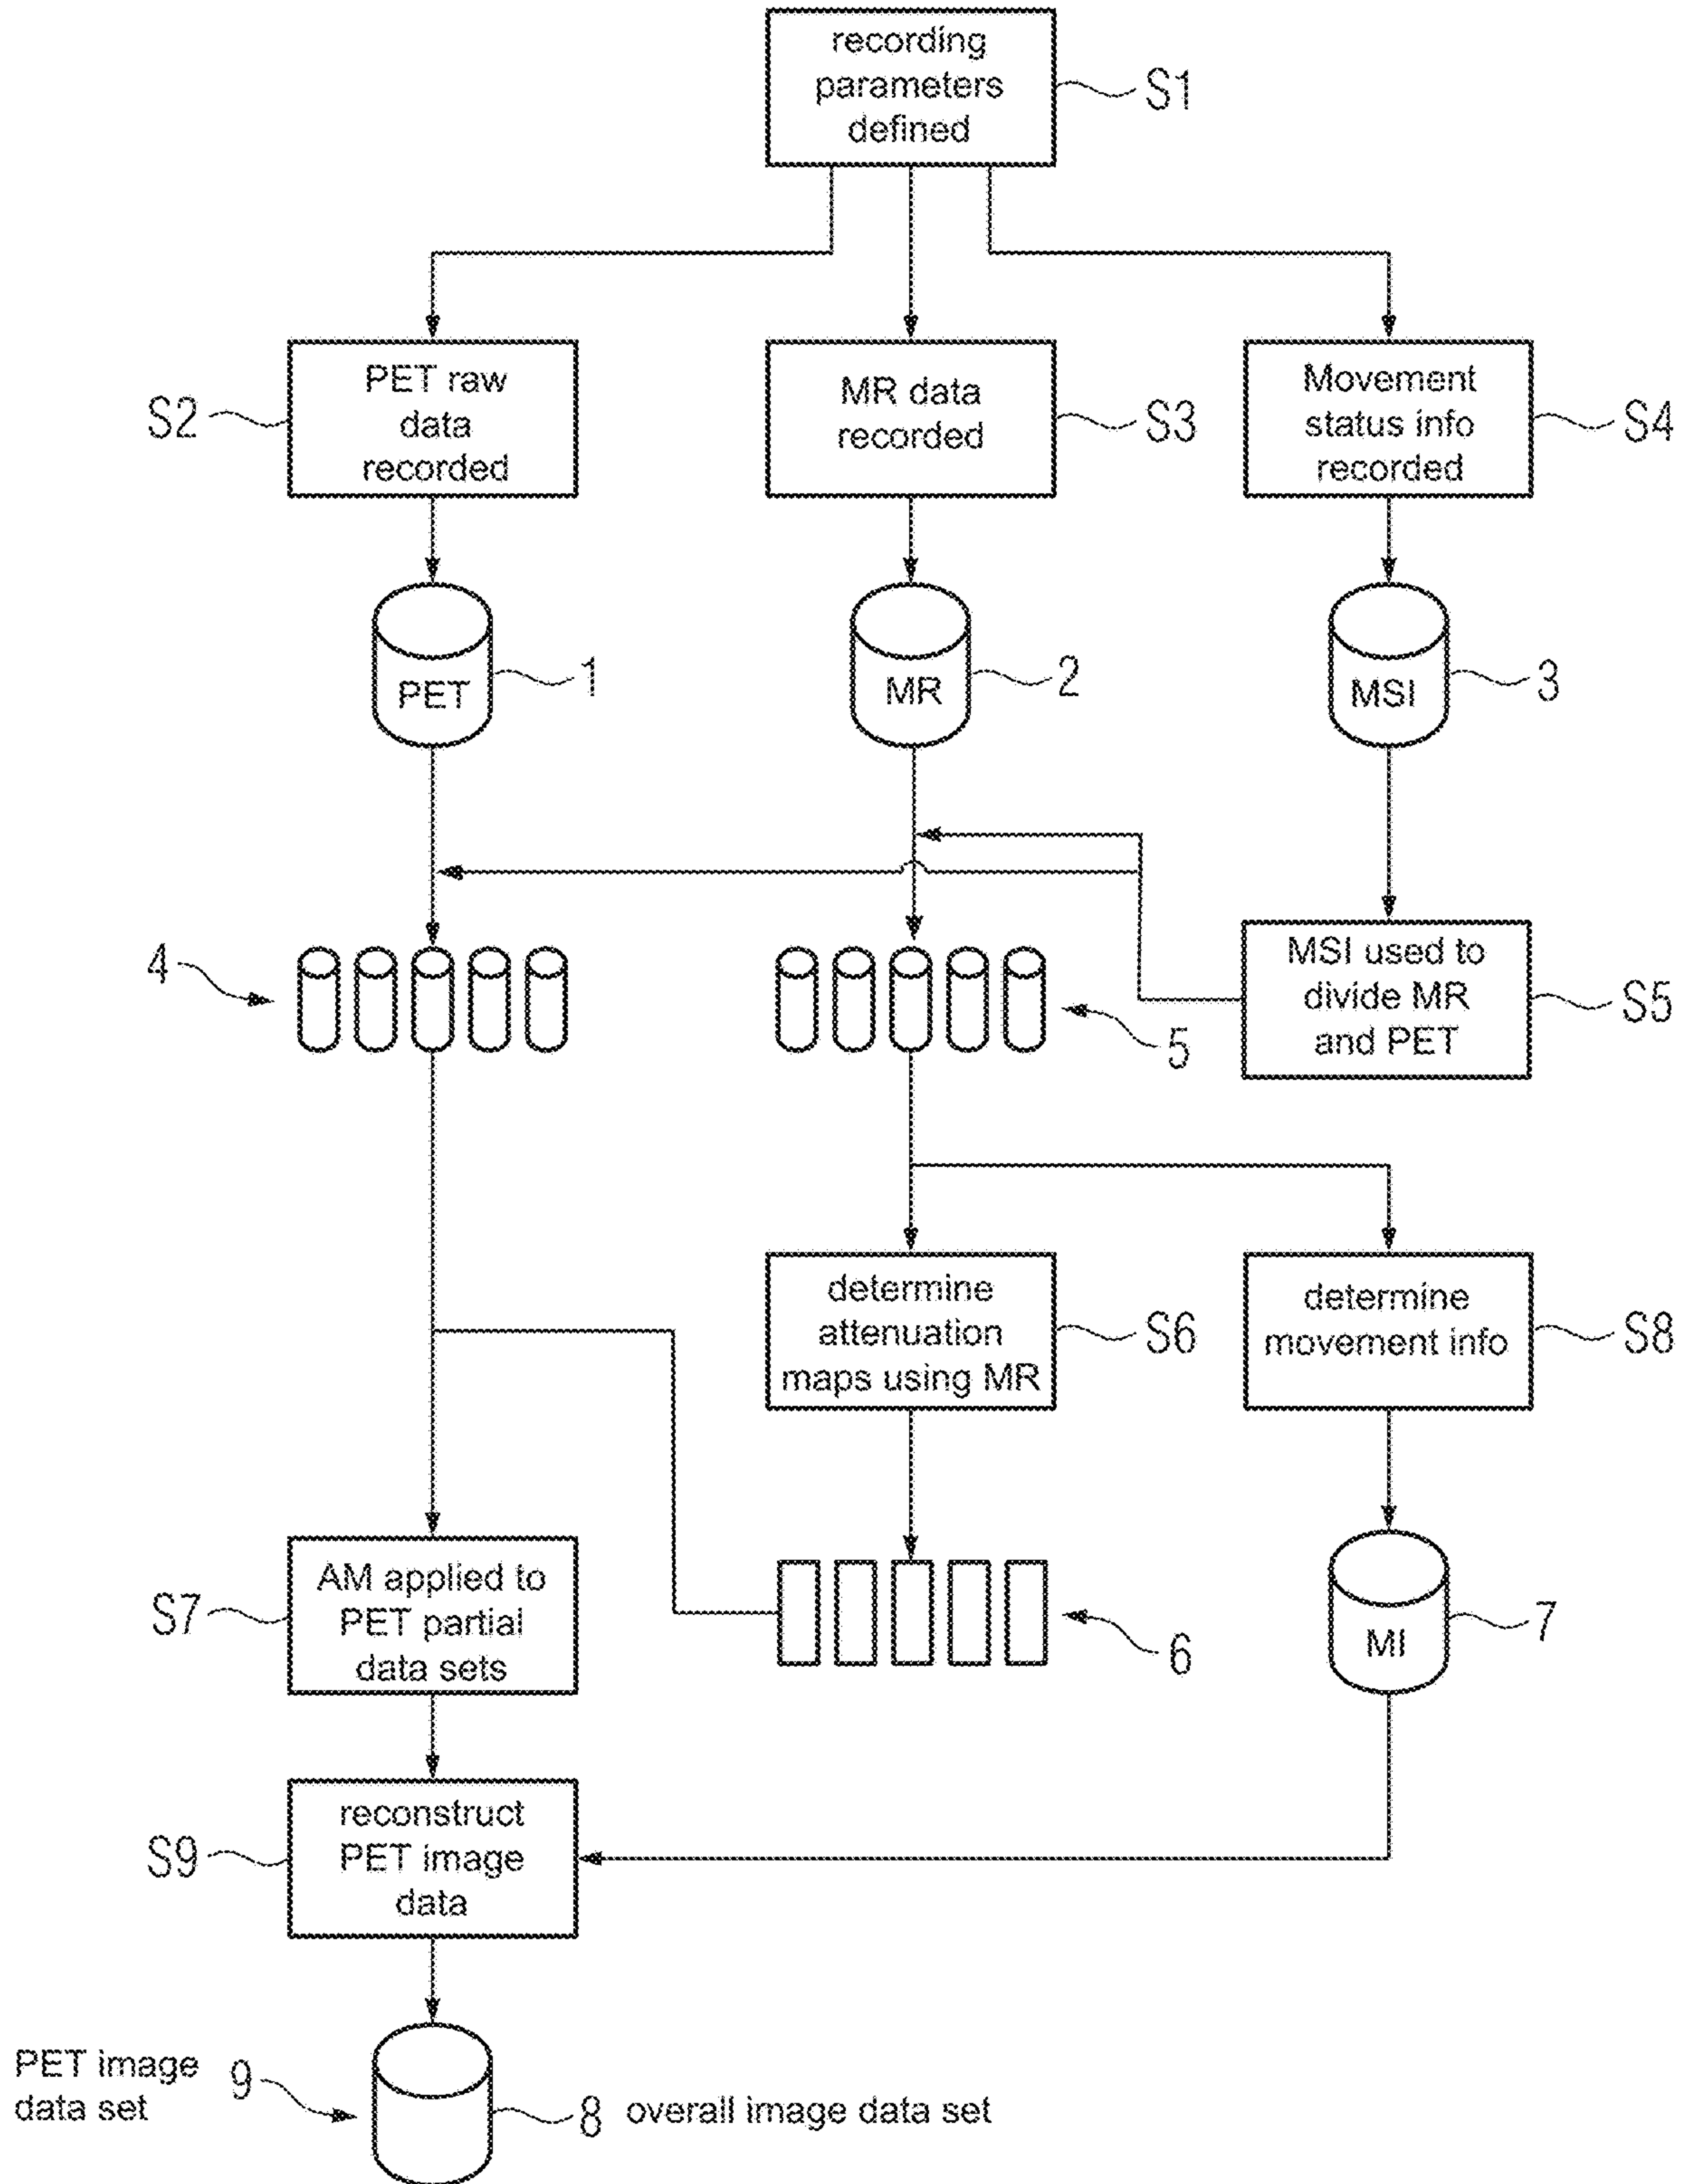 recording
parameters
defined
S1
PET raw
data
recorded
S2
MR data
recorded
S3
Movement
status info
recorded
S4
PET
1
MR
2
MSI
3
4
5
MSI used to
divide MR
and PET
S5
determine
attenuation
maps using MR
S6
determine
movement info
S8
AM applied to
PET partial
data sets
S7
6
MI
7
reconstruct
PET image
data
S9
PET image
data set
9
8
overall image data set